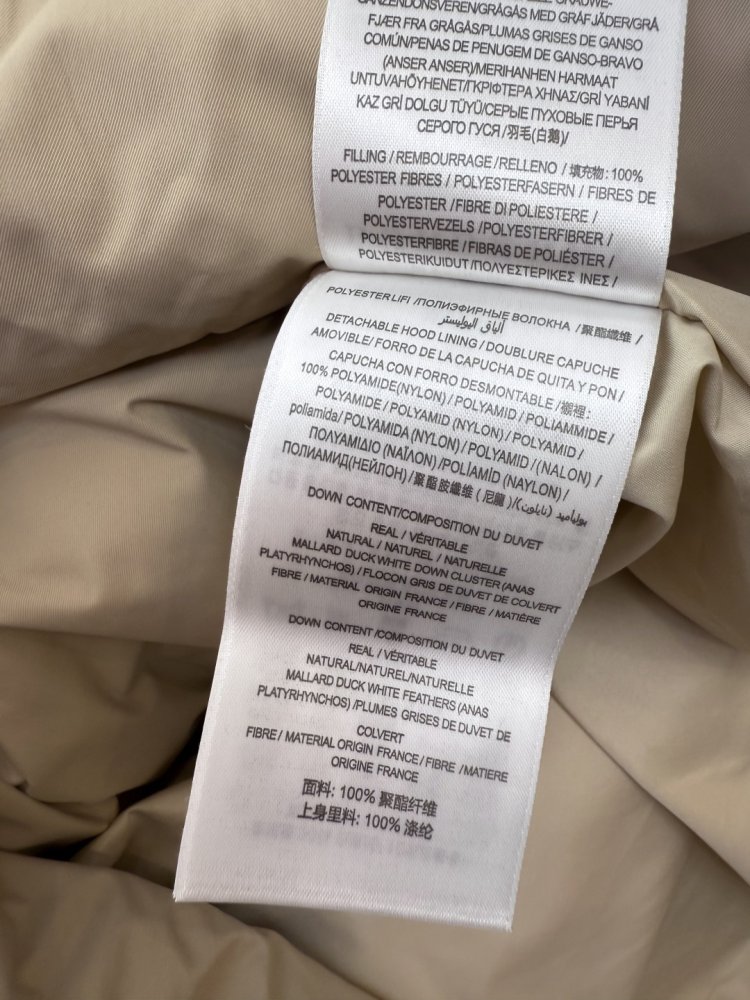 GANZENDONSVEREN/GRÅGÅS MED GRÅFJÄDER/GRÅ
FJÆR FRA GRÅGÅS/PLUMAS GRISES DE GANSO
COMÚN/PENAS DE PENUGEM DE GANSO-BRAVO
(ANSER ANSER)/MERIHANHEN HARMAAT
UNTUVAHÖYHENET/ΓΚΡΙΦΤΕΡΑ ΧΗΝΑΣ/GRİ YABANİ
KAZ GRİ DOLGU TÜYÜ/СЕРЫЕ ПУХОВЫЕ ПЕРЬЯ
СЕРОГО ГУСЯ/羽毛(白鹅)/
FILLING / REMBOURRAGE /RELLENO / 填充物: 100%
POLYESTER FIBRES / POLYESTERFASERN / FIBRES DE
POLYESTER /FIBRE DI POLIESTERE /
POLYESTERVEZELS /POLYESTERFIBRER /
POLYESTERFIBRE / FIBRAS DE POLIÉSTER /
POLYESTERIKUIDUT /ΠΟΛΥΕΣΤΕΡΙΚΕΣ ΙΝΕΣ /
POLYESTER LIFI /ПОЛИЭФИРНЫЕ ВОЛОКНА / 聚酯纖维 /
ألياق اليوليستر
DETACHABLE HOOD LINING / DOUBLURE CAPUCHE
AMOVIBLE/ FORRO DE LA CAPUCHA DE QUITA Y PON /
CAPUCHA CON FORRO DESMONTABLE /襯裡:
100% POLYAMIDE(NYLON) / POLYAMID / POLIAMMIDE /
POLYAMIDE / POLYAMID (NYLON) / POLYAMID /
poliamida/ POLYAMIDA (NYLON) / POLYAMID /(NALON) /
ΠΟΛΥΑΜΙΔΙΟ (ΝΑΪΛΟΝ) /POLİAMİD (NAYLON) /
ПОЛИАМИД(НЕЙЛОН) /聚酯胺纖维 ( 尼龍 )/(بوليأميد (نايلون
DOWN CONTENT/COMPOSITION DU DUVET
REAL / VÉRITABLE
NATURAL / NATUREL / NATURELLE
MALLARD DUCK WHITE DOWN CLUSTER (ANAS
PLATYRHYNCHOS) / FLOCON GRIS DE DUVET DE COLVERT
FIBRE / MATERIAL ORIGIN FRANCE / FIBRE / MATIÈRE
ORIGINE FRANCE
DOWN CONTENT /COMPOSITION DU DUVET
REAL / VÉRITABLE
NATURAL/NATUREL/NATURELLE
MALLARD DUCK WHITE FEATHERS (ANAS
PLATYRHYNCHOS) /PLUMES GRISES DE DUVET DE
COLVERT
FIBRE/ MATERIAL ORIGIN FRANCE / FIBRE /MATIERE
ORIGINE FRANCE
面料: 100% 聚酯纤维
上身里料: 100% 涤纶